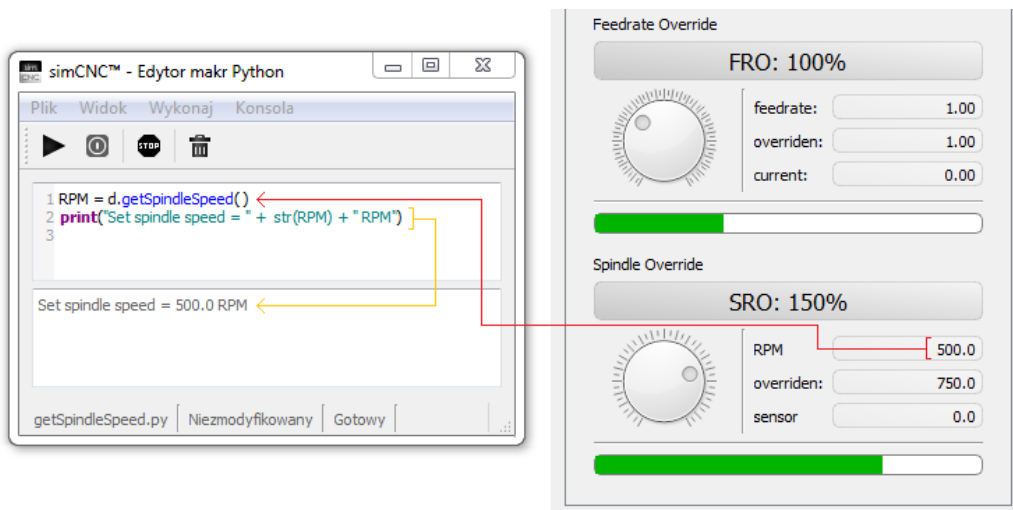 simCNC™ - Edytor makr Python
Plik Widok Wykonaj Konsola
STOP
1 RPM = d.getSpindleSpeed()
2 print("Set spindle speed = " + str(RPM) + " RPM")
3
Set spindle speed = 500.0 RPM
getSpindleSpeed.py Niezmodyfikowany Gotowy
Feedrate Override
FRO: 100%
feedrate: 1.00
overriden: 1.00
current: 0.00
Spindle Override
SRO: 150%
RPM 500.0
overriden: 750.0
sensor 0.0